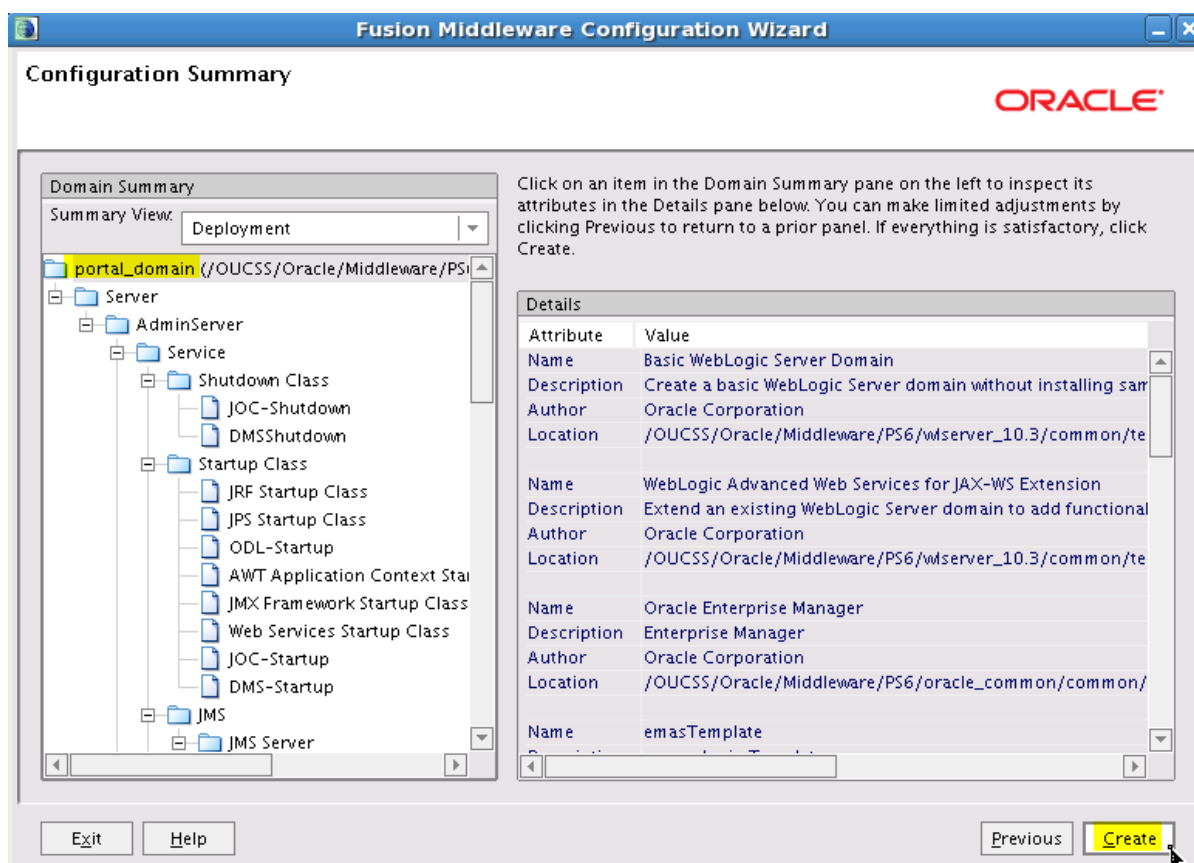 Fusion Middleware Configuration Wizard
Configuration Summary
ORACLE
Domain Summary
Summary View:
Deployment
portal_domain (/OUCSS/Oracle/Middleware/PS
Server
AdminServer
Service
Shutdown Class
JOC-Shutdown
DMSShutdown
Startup Class
JRF Startup Class
JPS Startup Class
ODL-Startup
AWT Application Context Star
JMX Framework Startup Class
Web Services Startup Class
JOC-Startup
DMS-Startup
JMS
JMS Server
Click on an item in the Domain Summary pane on the left to inspect its
attributes in the Details pane below. You can make limited adjustments by
clicking Previous to return to a prior panel. If everything is satisfactory, click
Create.
Details
Attribute Value
Name Basic WebLogic Server Domain
Description Create a basic WebLogic Server domain without installing sam
Author Oracle Corporation
Location /OUCSS/Oracle/Middleware/PS6/wlserver_10.3/common/te
Name WebLogic Advanced Web Services for JAX-WS Extension
Description Extend an existing WebLogic Server domain to add functional
Author Oracle Corporation
Location /OUCSS/Oracle/Middleware/PS6/wlserver_10.3/common/te
Name Oracle Enterprise Manager
Description Enterprise Manager
Author Oracle Corporation
Location /OUCSS/Oracle/Middleware/PS6/oracle_common/common/
Name emasTemplate
Exit Help Previous Create